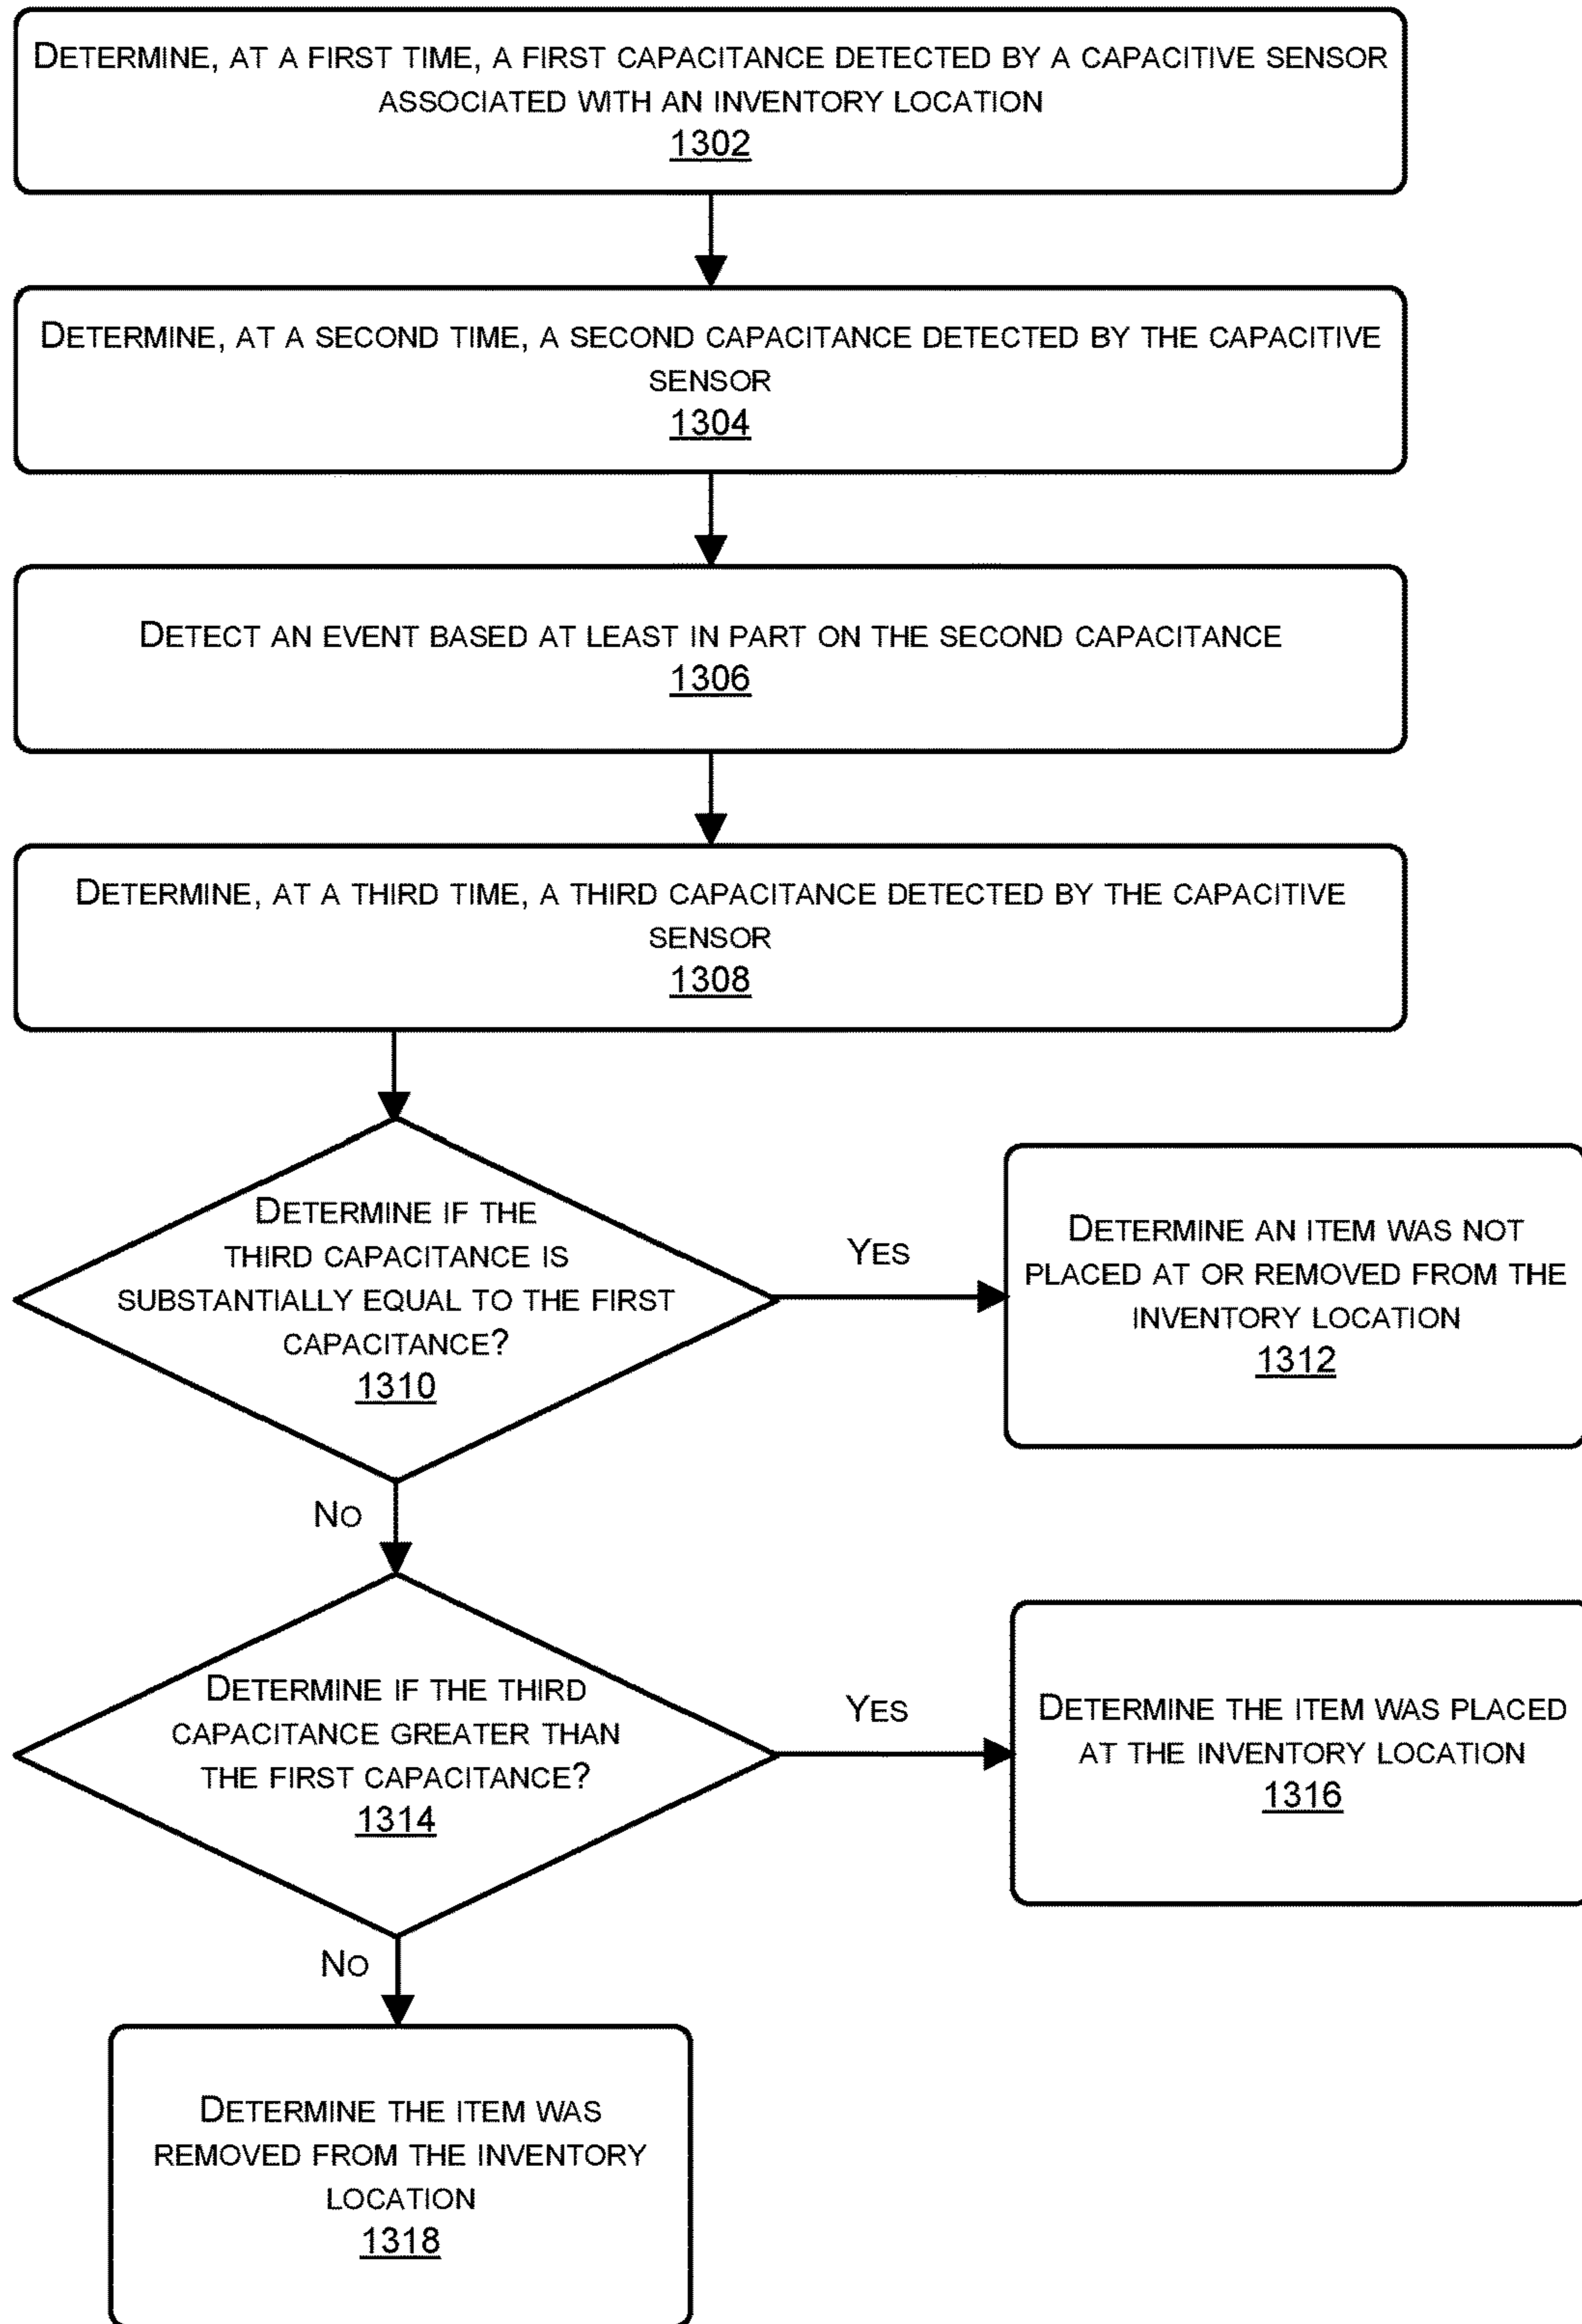 DETERMINE, AT A FIRST TIME, A FIRST CAPACITANCE DETECTED BY A CAPACITIVE SENSOR
ASSOCIATED WITH AN INVENTORY LOCATION
1302
DETERMINE, AT A SECOND TIME, A SECOND CAPACITANCE DETECTED BY THE CAPACITIVE
SENSOR
1304
DETECT AN EVENT BASED AT LEAST IN PART ON THE SECOND CAPACITANCE
1306
DETERMINE, AT A THIRD TIME, A THIRD CAPACITANCE DETECTED BY THE CAPACITIVE
SENSOR
1308
DETERMINE IF THE
THIRD CAPACITANCE IS
SUBSTANTIALLY EQUAL TO THE FIRST
CAPACITANCE?
1310
YES
DETERMINE AN ITEM WAS NOT
PLACED AT OR REMOVED FROM THE
INVENTORY LOCATION
1312
NO
DETERMINE IF THE THIRD
CAPACITANCE GREATER THAN
THE FIRST CAPACITANCE?
1314
YES
DETERMINE THE ITEM WAS PLACED
AT THE INVENTORY LOCATION
1316
NO
DETERMINE THE ITEM WAS
REMOVED FROM THE INVENTORY
LOCATION
1318